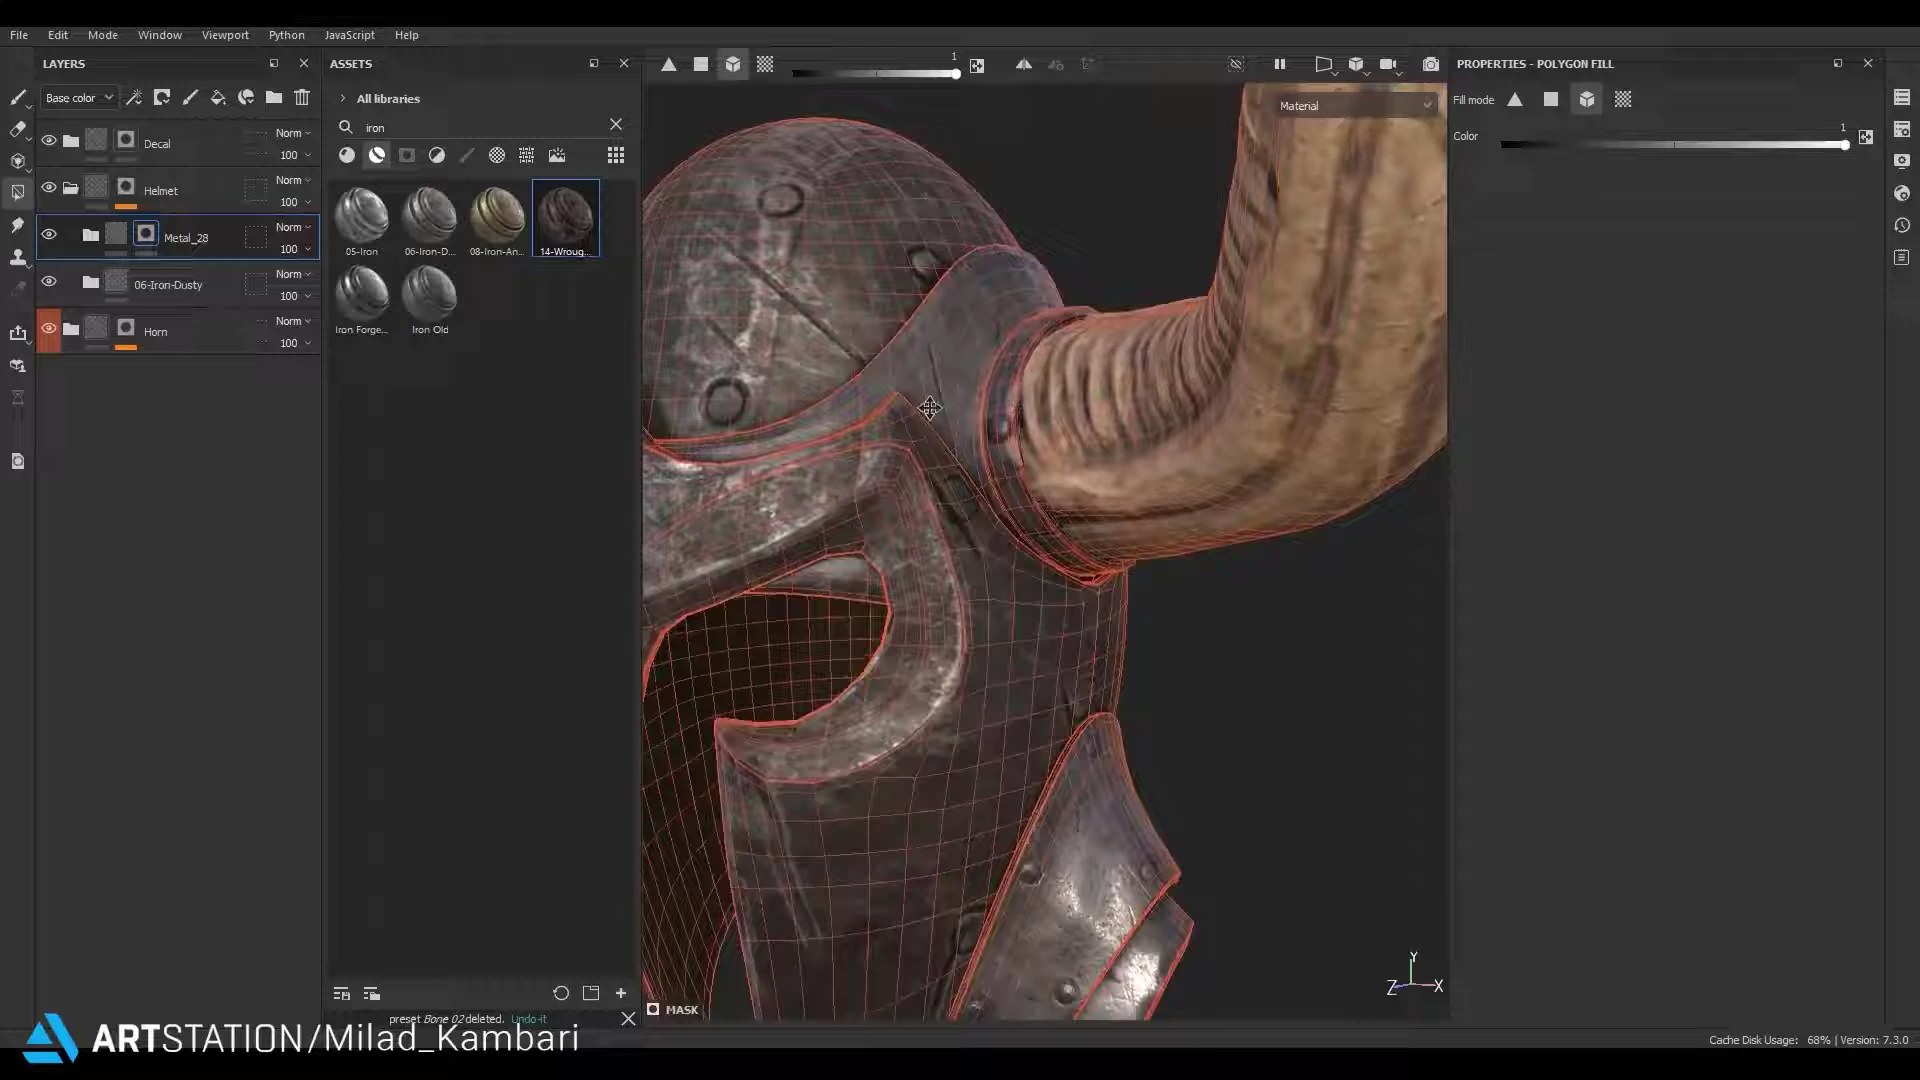 File Edit Mode Window Viewport Python JavaScript Help
LAYERS
Base color
Decal Norm 100
Helmet Norm 100
Metal_28 Norm 100
06-Iron-Dusty Norm 100
Horn Norm 100
ASSETS
All libraries
iron
05-Iron 06-Iron-D... 08-Iron-An... 14-Wroug...
Iron Forge... Iron Old
preset Bone 02 deleted. Undo-it
1
Material
MASK
Y
Z X
PROPERTIES - POLYGON FILL
Fill mode
Color 1
Cache Disk Usage: 68% | Version: 7.3.0
ARTSTATION/Milad_Kambari